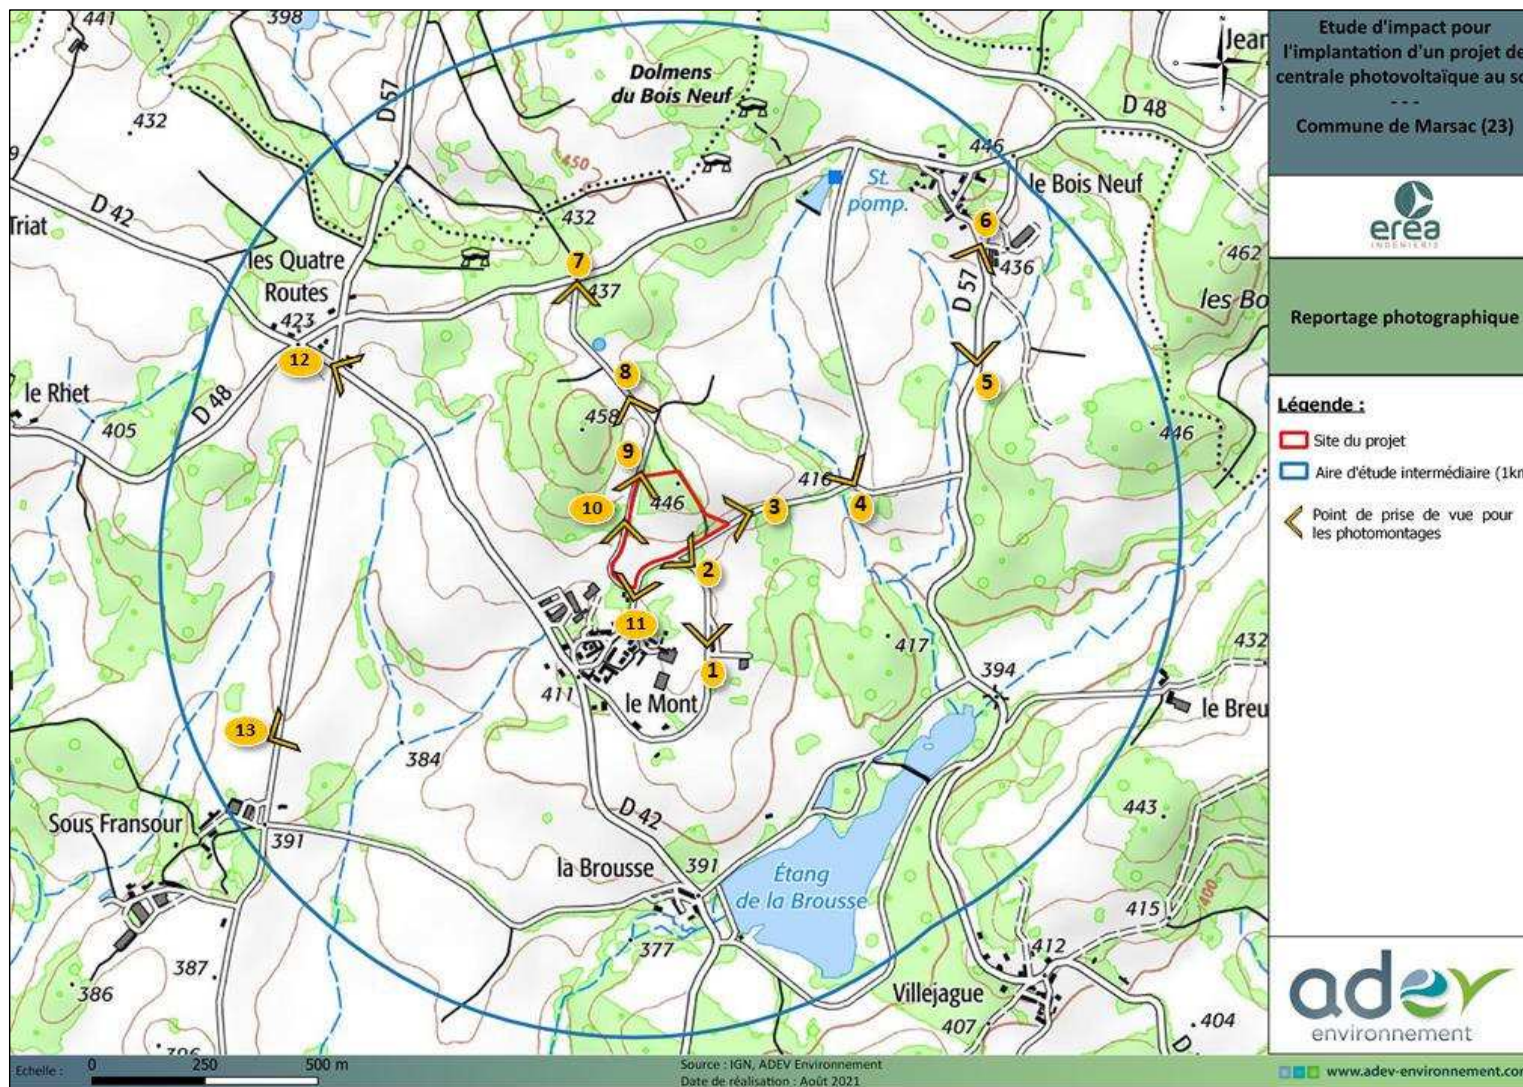 441
398
Jean
Dolmens
du Bois Neuf
D 57
D 48
432
446
9
450
St.
pomp.
le Bois Neuf
D 42
Triat
432
6
462
les Quatre
Routes
7
437
436
D 57
les Bo
423
12
8
5
le Rhet
D 48
458
405
446
9
416
446
10
3
4
2
11
417
432
1
394
411
le Mont
le Breu
13
384
443
Sous Fransour
D 42
391
la Brousse
391
Étang
de la Brousse
400
415
377
412
387
386
Villejague
407
404
D
396
Etude d'impact pour
l'implantation d'un projet de
centrale photovoltaïque au so
- - -
Commune de Marsac (23)
erea
INGENIERIE
Reportage photographique
Légende :
Site du projet
Aire d'étude intermédiaire (1km
Point de prise de vue pour
les photomontages
adev
environnement
Echelle :
0 250 500 m
Source : IGN, ADEV Environnement
Date de réalisation : Août 2021
www.adev-environnement.com